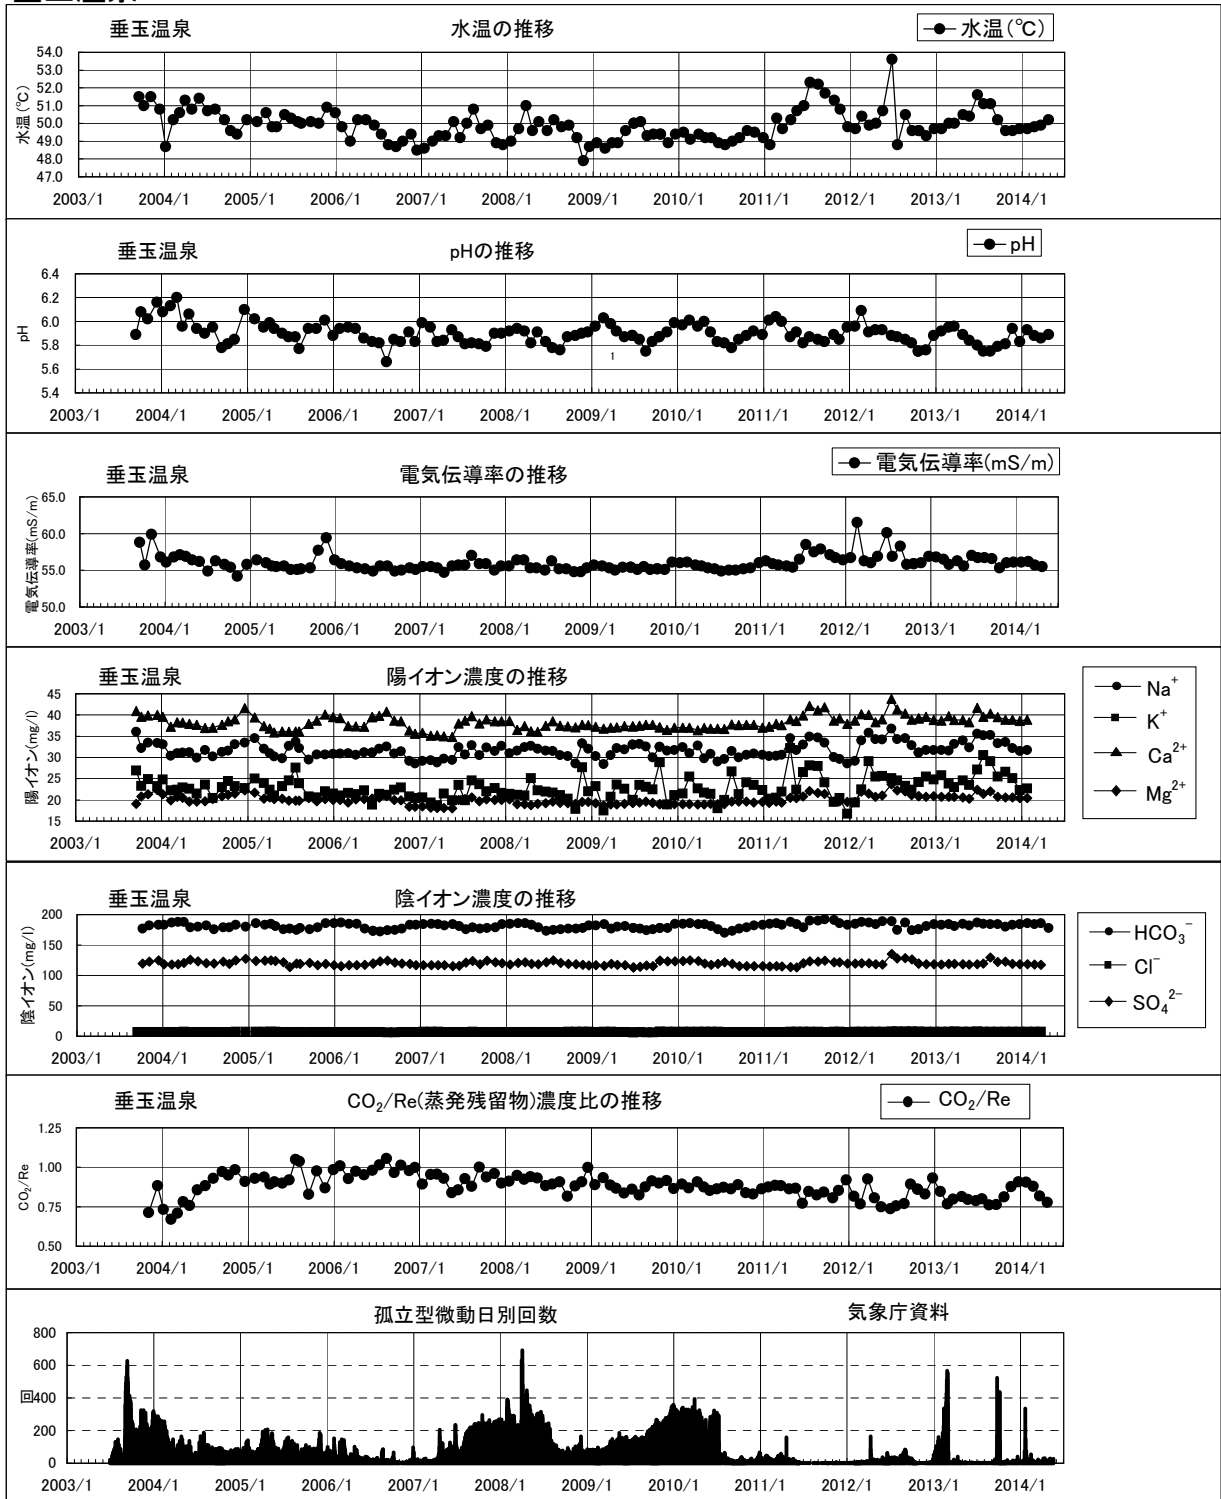 垂玉温泉
垂玉温泉 水温の推移 水温(℃)
水温(℃)
54.0
53.0
52.0
51.0
50.0
49.0
48.0
47.0
2003/1 2004/1 2005/1 2006/1 2007/1 2008/1 2009/1 2010/1 2011/1 2012/1 2013/1 2014/1
垂玉温泉 pHの推移 pH
pH
6.4
6.2
6.0
5.8
5.6
5.4
1
2003/1 2004/1 2005/1 2006/1 2007/1 2008/1 2009/1 2010/1 2011/1 2012/1 2013/1 2014/1
垂玉温泉 電気伝導率の推移 電気伝導率(mS/m)
電気伝導率(mS/m)
65.0
60.0
55.0
50.0
2003/1 2004/1 2005/1 2006/1 2007/1 2008/1 2009/1 2010/1 2011/1 2012/1 2013/1 2014/1
垂玉温泉 陽イオン濃度の推移
陽イオン(mg/l)
45
40
35
30
25
20
15
Na⁺
K⁺
Ca²⁺
Mg²⁺
2003/1 2004/1 2005/1 2006/1 2007/1 2008/1 2009/1 2010/1 2011/1 2012/1 2013/1 2014/1
垂玉温泉 陰イオン濃度の推移
陰イオン(mg/l)
200
150
100
50
0
HCO₃⁻
Cl⁻
SO₄²⁻
2003/1 2004/1 2005/1 2006/1 2007/1 2008/1 2009/1 2010/1 2011/1 2012/1 2013/1 2014/1
垂玉温泉 CO₂/Re(蒸発残留物)濃度比の推移 CO₂/Re
CO₂/Re
1.25
1.00
0.75
0.50
2003/1 2004/1 2005/1 2006/1 2007/1 2008/1 2009/1 2010/1 2011/1 2012/1 2013/1 2014/1
孤立型微動日別回数 気象庁資料
回
800
600
400
200
0
2003/1 2004/1 2005/1 2006/1 2007/1 2008/1 2009/1 2010/1 2011/1 2012/1 2013/1 2014/1